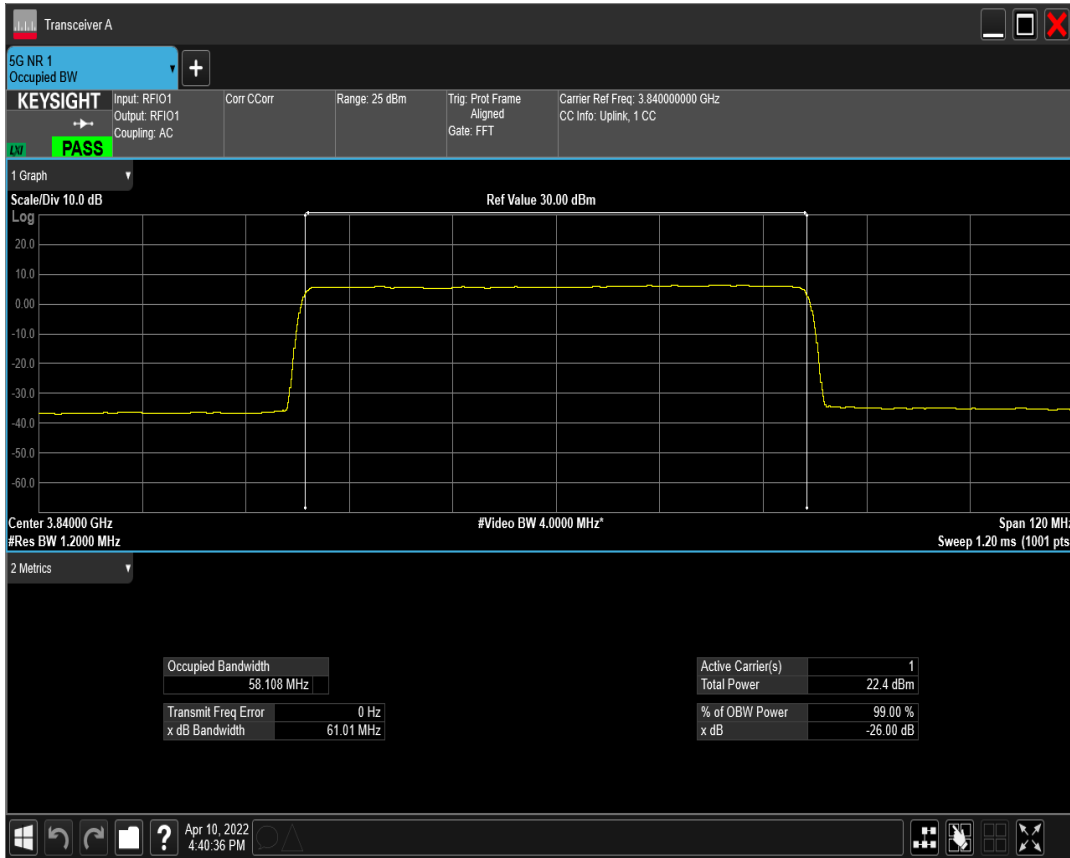 Transceiver A
5G NR 1
Occupied BW
+
KEYSIGHT
Input: RFIO1
Output: RFIO1
Coupling: AC
Corr CCorr
Range: 25 dBm
Trig: Prot Frame
Aligned
Gate: FFT
Carrier Ref Freq: 3.840000000 GHz
CC Info: Uplink, 1 CC
LXI
PASS
1 Graph
Scale/Div 10.0 dB
Ref Value 30.00 dBm
Log
20.0
10.0
0.00
-10.0
-20.0
-30.0
-40.0
-50.0
-60.0
Center 3.84000 GHz
#Video BW 4.0000 MHz*
Span 120 MHz
#Res BW 1.2000 MHz
Sweep 1.20 ms (1001 pts
2 Metrics
Occupied Bandwidth
58.108 MHz
Transmit Freq Error 0 Hz
x dB Bandwidth 61.01 MHz
Active Carrier(s) 1
Total Power 22.4 dBm
% of OBW Power 99.00 %
x dB -26.00 dB
?
Apr 10, 2022
4:40:36 PM